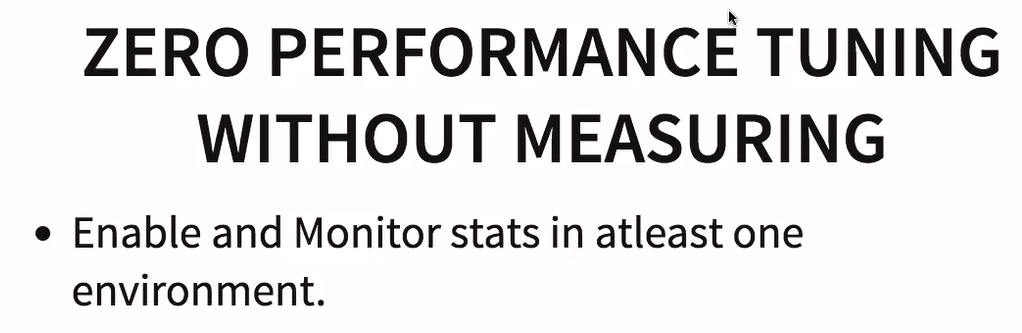 ZERO PERFORMANCE TUNING
WITHOUT MEASURING
• Enable and Monitor stats in atleast one
environment.